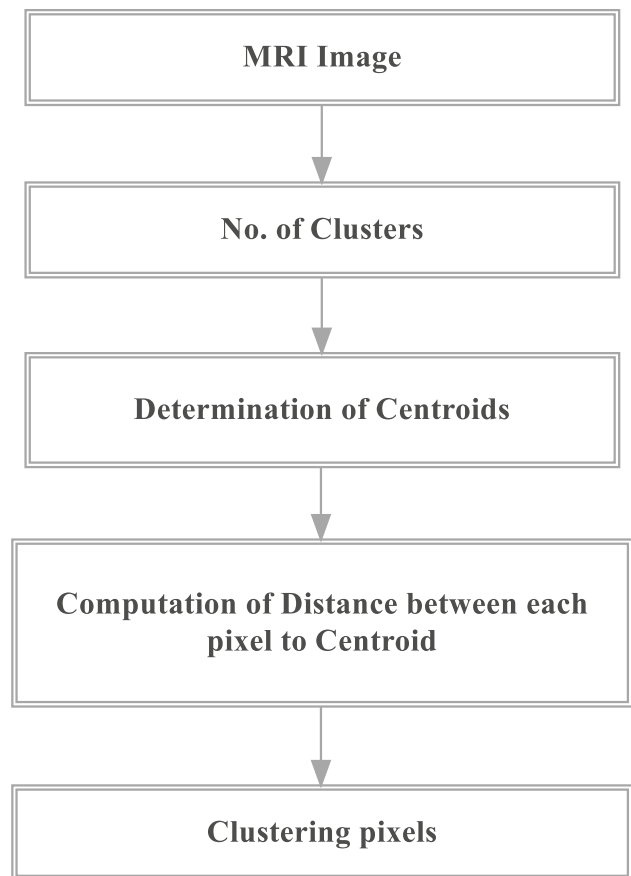 MRI Image
No. of Clusters
Determination of Centroids
Computation of Distance between each
pixel to Centroid
Clustering pixels